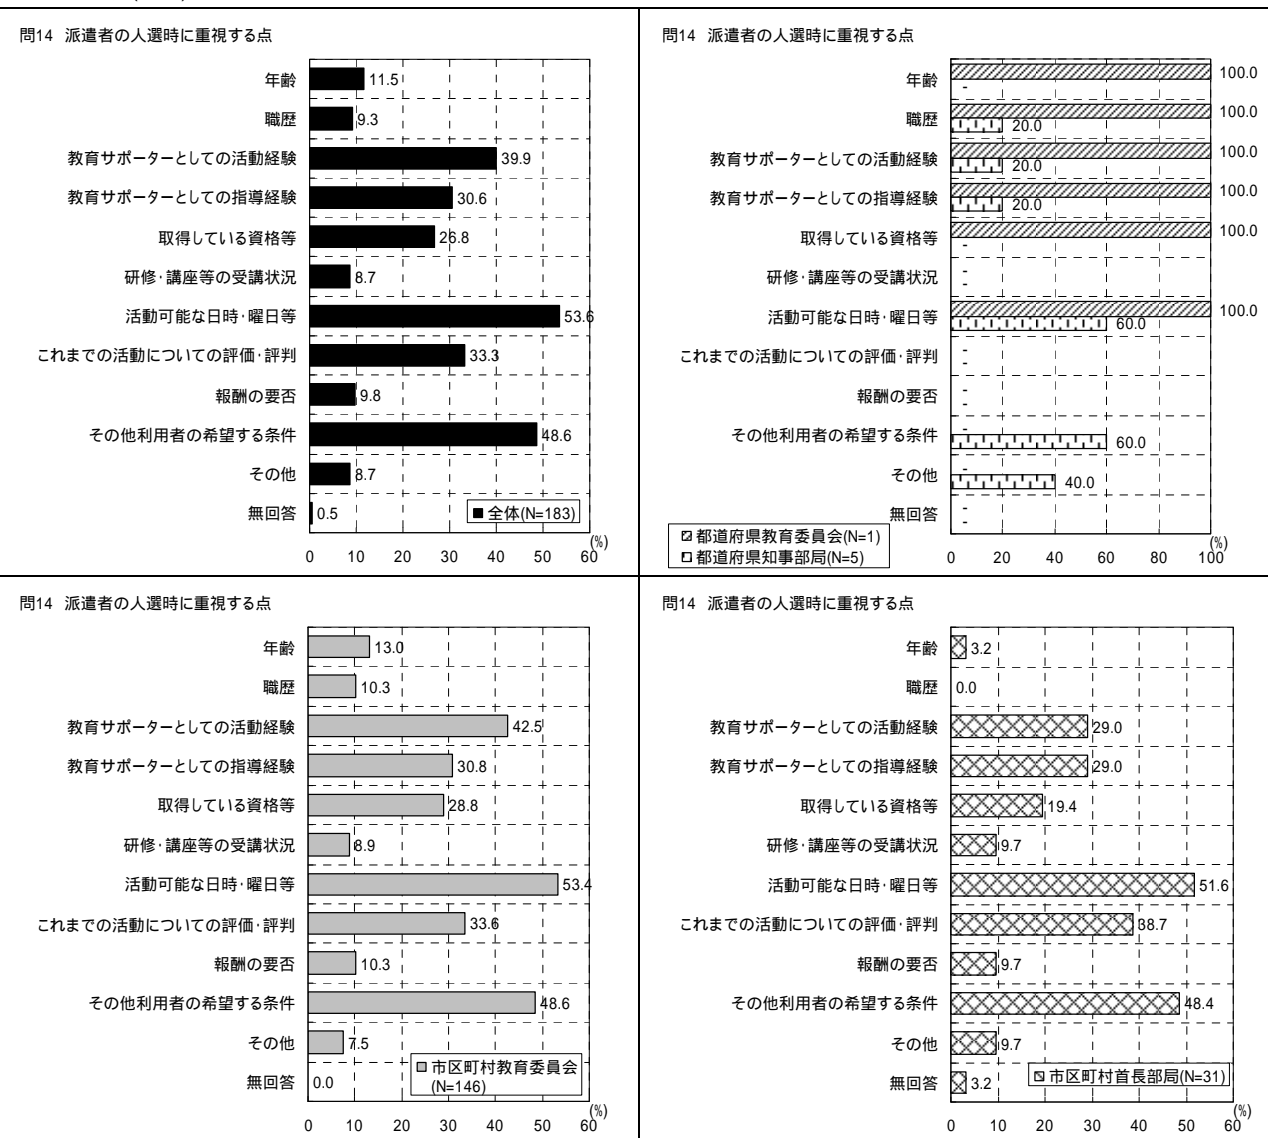 問14 派遣者の人選時に重視する点
年齢 11.5
職歴 9.3
教育サポーターとしての活動経験 39.9
教育サポーターとしての指導経験 30.6
取得している資格等 26.8
研修・講座等の受講状況 8.7
活動可能な日時・曜日等 53.6
これまでの活動についての評価・評判 33.3
報酬の要否 9.8
その他利用者の希望する条件 48.6
その他 8.7
無回答 0.5
全体(N=183)
(%)
0 10 20 30 40 50 60
問14 派遣者の人選時に重視する点
年齢 100.0
-
職歴 100.0
20.0
教育サポーターとしての活動経験 100.0
20.0
教育サポーターとしての指導経験 100.0
20.0
取得している資格等 100.0
-
研修・講座等の受講状況 -
-
活動可能な日時・曜日等 100.0
60.0
これまでの活動についての評価・評判 -
-
報酬の要否 -
-
その他利用者の希望する条件 -
60.0
その他 -
40.0
無回答 -
-
都道府県教育委員会(N=1)
都道府県知事部局(N=5)
(%)
0 20 40 60 80 100
問14 派遣者の人選時に重視する点
年齢 13.0
職歴 10.3
教育サポーターとしての活動経験 42.5
教育サポーターとしての指導経験 30.8
取得している資格等 28.8
研修・講座等の受講状況 8.9
活動可能な日時・曜日等 53.4
これまでの活動についての評価・評判 33.6
報酬の要否 10.3
その他利用者の希望する条件 48.6
その他 7.5
無回答 0.0
市区町村教育委員会
(N=146)
(%)
0 10 20 30 40 50 60
問14 派遣者の人選時に重視する点
年齢 3.2
職歴 0.0
教育サポーターとしての活動経験 29.0
教育サポーターとしての指導経験 29.0
取得している資格等 19.4
研修・講座等の受講状況 9.7
活動可能な日時・曜日等 51.6
これまでの活動についての評価・評判 38.7
報酬の要否 9.7
その他利用者の希望する条件 48.4
その他 9.7
無回答 3.2
市区町村首長部局(N=31)
(%)
0 10 20 30 40 50 60